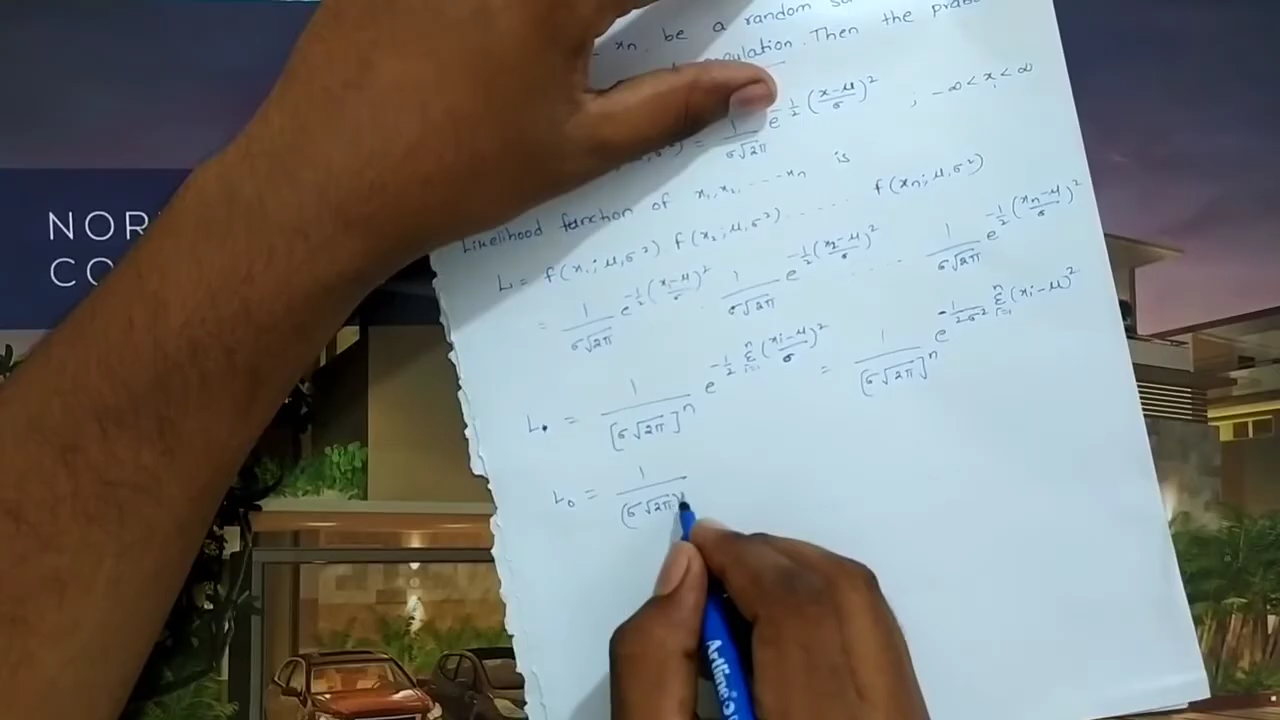 xn be a random
population. Then the
= 1/(σ√2π) e^(-1/2 ((x-μ)/σ)²) ; -∞ < x < ∞
Likelihood function of x₁, x₂, ---- xn is
L = f(x₁; μ, σ²) . f(x₂; μ, σ²) . . . . . . f(xn; μ, σ²)
= 1/(σ√2π) e^(-1/2 ((x₁-μ)/σ)²) . 1/(σ√2π) e^(-1/2 ((x₂-μ)/σ)²) . . . . . 1/(σ√2π) e^(-1/2 ((xn-μ)/σ)²)
L = 1/[σ√2π]^n e^(-1/2 Σ_{i=1}^n ((xi-μ)/σ)²) = 1/[σ√2π]^n e^(-1/(2σ²) Σ_{i=1}^n (xi-μ)²)
L₀ = 1/(σ√2π)
NOR
CO
Artline